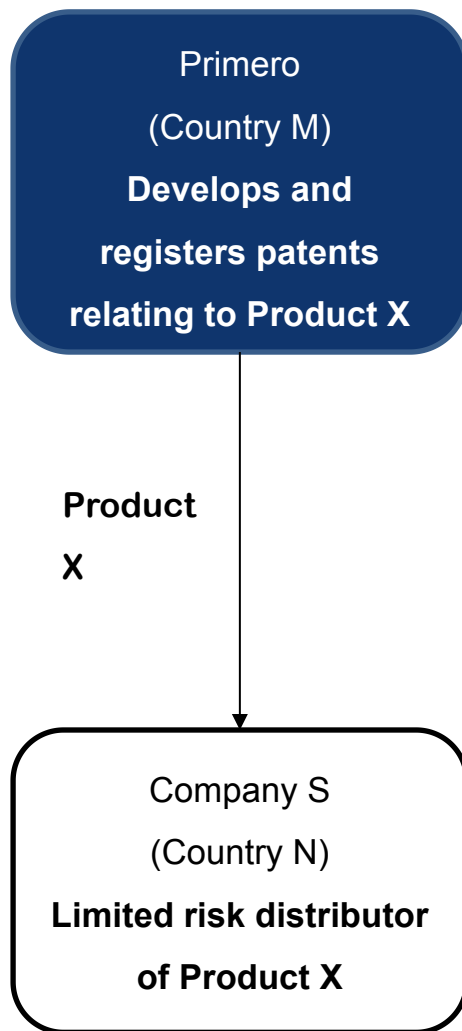 Primero
(Country M)
Develops and
registers patents
relating to Product X
Product
X
Company S
(Country N)
Limited risk distributor
of Product X